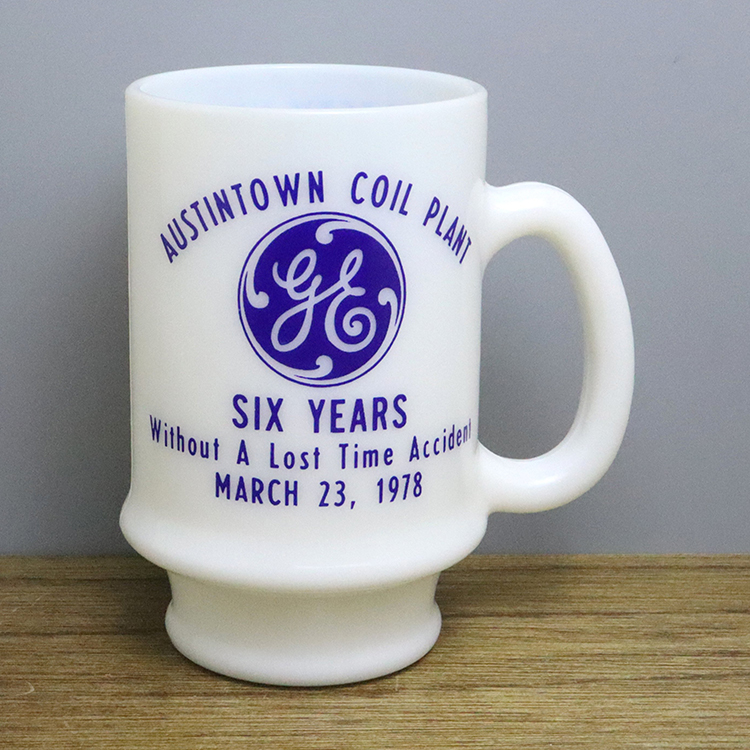 AUSTINTOWN COIL PLANT
GE
SIX YEARS
Without A Lost Time Accident
MARCH 23, 1978